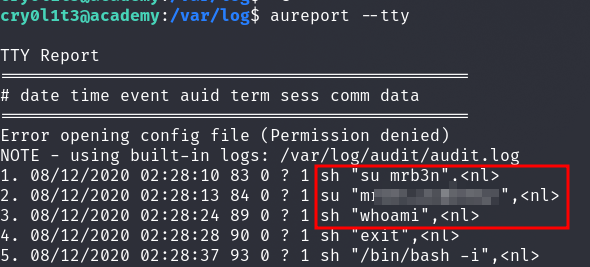 cry0l1t3@academy:/var/log$ aureport --tty
TTY Report
===============================================
# date time event auid term sess comm data
===============================================
Error opening config file (Permission denied)
NOTE - using built-in logs: /var/log/audit/audit.log
1. 08/12/2020 02:28:10 83 0 ? 1 sh "su mrb3n",<nl>
2. 08/12/2020 02:28:13 84 0 ? 1 su ",<nl>
3. 08/12/2020 02:28:24 89 0 ? 1 sh "whoami",<nl>
4. 08/12/2020 02:28:28 90 0 ? 1 sh "exit",<nl>
5. 08/12/2020 02:28:37 93 0 ? 1 sh "/bin/bash -i",<nl>